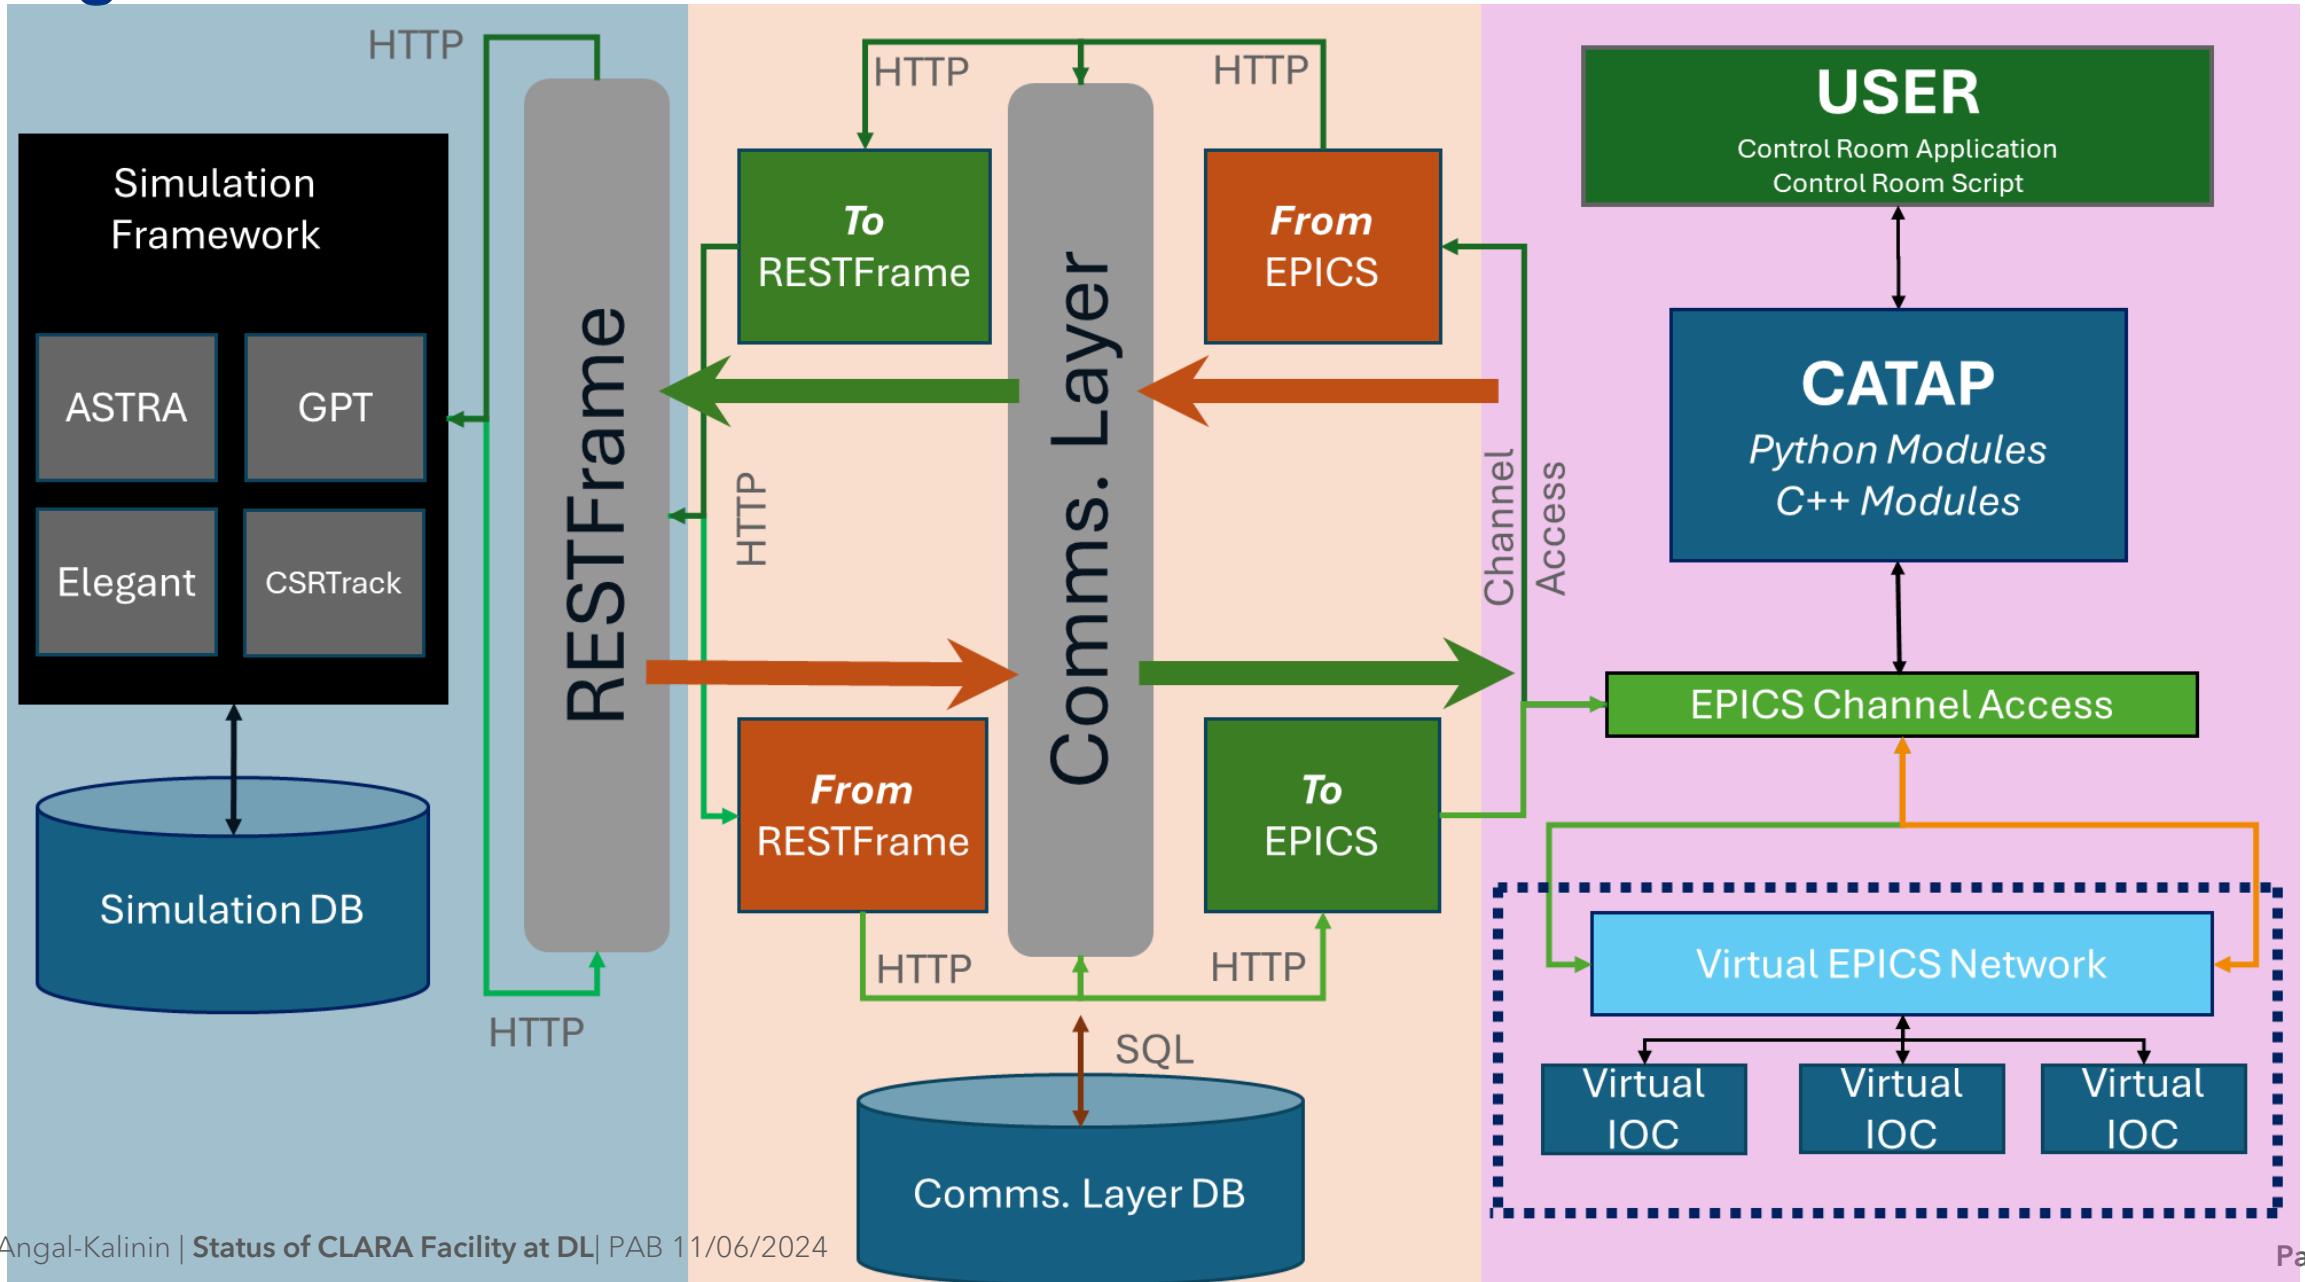 HTTP
HTTP
HTTP
USER
Control Room Application
Control Room Script
Simulation
Framework
To
RESTFrame
From
EPICS
ASTRA
GPT
Elegant
CSRTrack
RESTFrame
HTTP
Comms. Layer
Channel
Access
CATAP
Python Modules
C++ Modules
EPICS Channel Access
From
RESTFrame
To
EPICS
Simulation DB
HTTP
HTTP
HTTP
SQL
Virtual EPICS Network
Virtual
IOC
Virtual
IOC
Virtual
IOC
Comms. Layer DB
Angal-Kalinin | Status of CLARA Facility at DL| PAB 11/06/2024
Pa